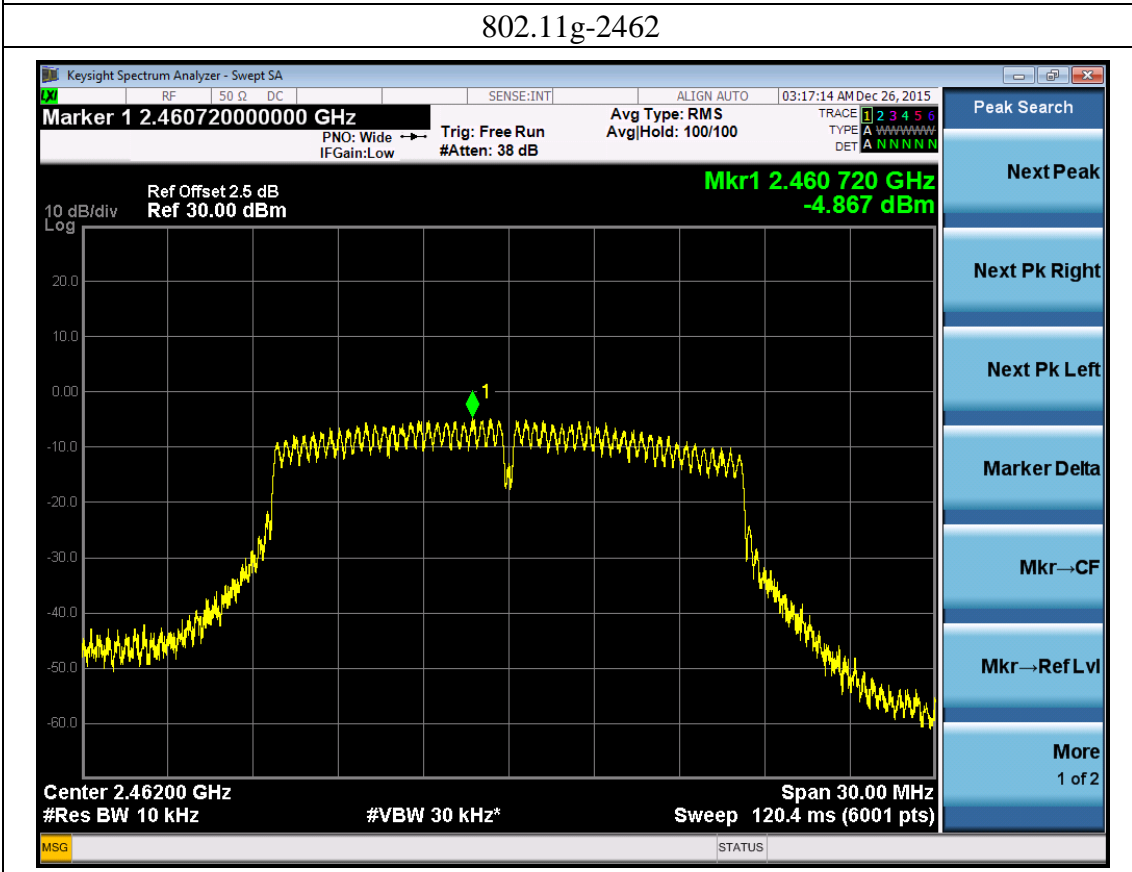 802.11g-2462
Keysight Spectrum Analyzer - Swept SA
LXI RF 50 Ω DC SENSE:INT ALIGN AUTO 03:17:14 AM Dec 26, 2015
Marker 1 2.460720000000 GHz
PNO: Wide
IFGain:Low
Trig: Free Run
#Atten: 38 dB
Avg Type: RMS
Avg|Hold: 100/100
TRACE 1 2 3 4 5 6
TYPE A WWWWW
DET A N N N N N
Mkr1 2.460 720 GHz
-4.867 dBm
Ref Offset 2.5 dB
Ref 30.00 dBm
10 dB/div
Log
20.0
10.0
0.00
-10.0
-20.0
-30.0
-40.0
-50.0
-60.0
1
Center 2.46200 GHz
Span 30.00 MHz
#Res BW 10 kHz
#VBW 30 kHz*
Sweep 120.4 ms (6001 pts)
MSG
STATUS
Peak Search
Next Peak
Next Pk Right
Next Pk Left
Marker Delta
Mkr→CF
Mkr→Ref Lvl
More
1 of 2